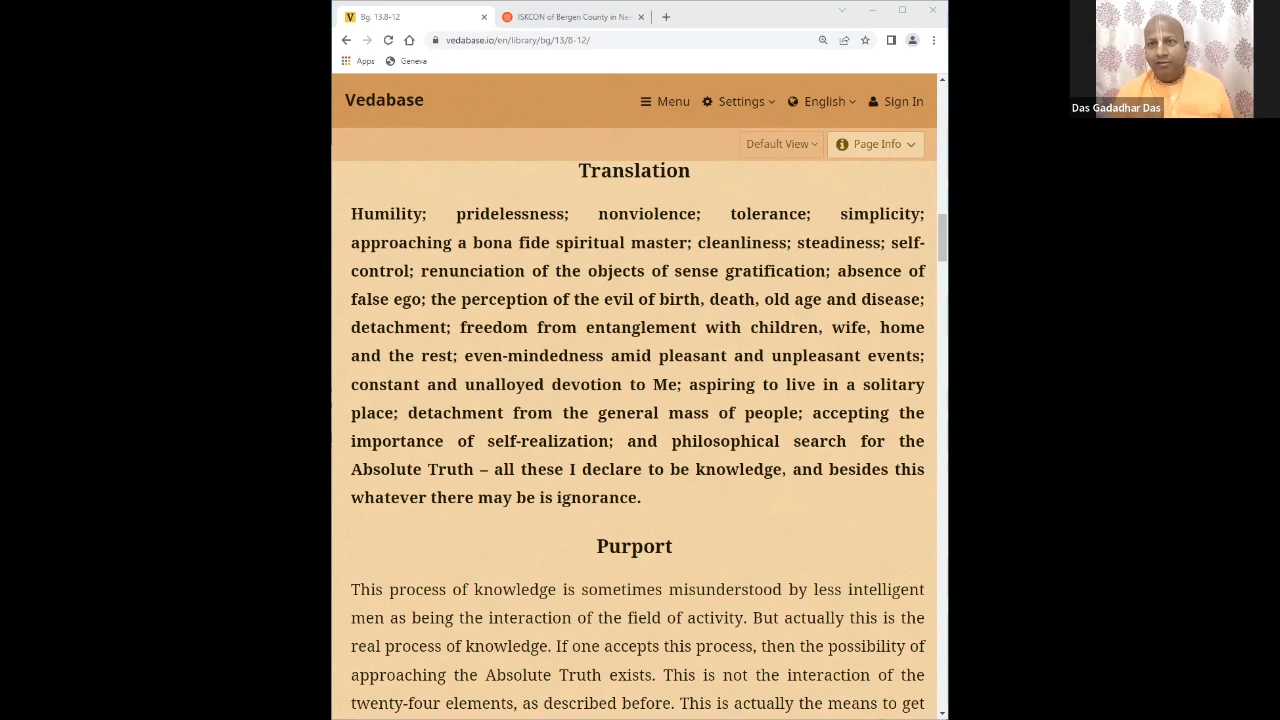 Bg. 13.8-12
ISKCON of Bergen County in Ne
vedabase.io/en/library/bg/13/8-12/
Apps Geneva
Vedabase
Menu Settings English Sign In
Default View Page Info
Das Gadadhar Das
Translation
Humility; pridelessness; nonviolence; tolerance; simplicity;
approaching a bona fide spiritual master; cleanliness; steadiness; self-
control; renunciation of the objects of sense gratification; absence of
false ego; the perception of the evil of birth, death, old age and disease;
detachment; freedom from entanglement with children, wife, home
and the rest; even-mindedness amid pleasant and unpleasant events;
constant and unalloyed devotion to Me; aspiring to live in a solitary
place; detachment from the general mass of people; accepting the
importance of self-realization; and philosophical search for the
Absolute Truth – all these I declare to be knowledge, and besides this
whatever there may be is ignorance.
Purport
This process of knowledge is sometimes misunderstood by less intelligent
men as being the interaction of the field of activity. But actually this is the
real process of knowledge. If one accepts this process, then the possibility of
approaching the Absolute Truth exists. This is not the interaction of the
twenty-four elements, as described before. This is actually the means to get